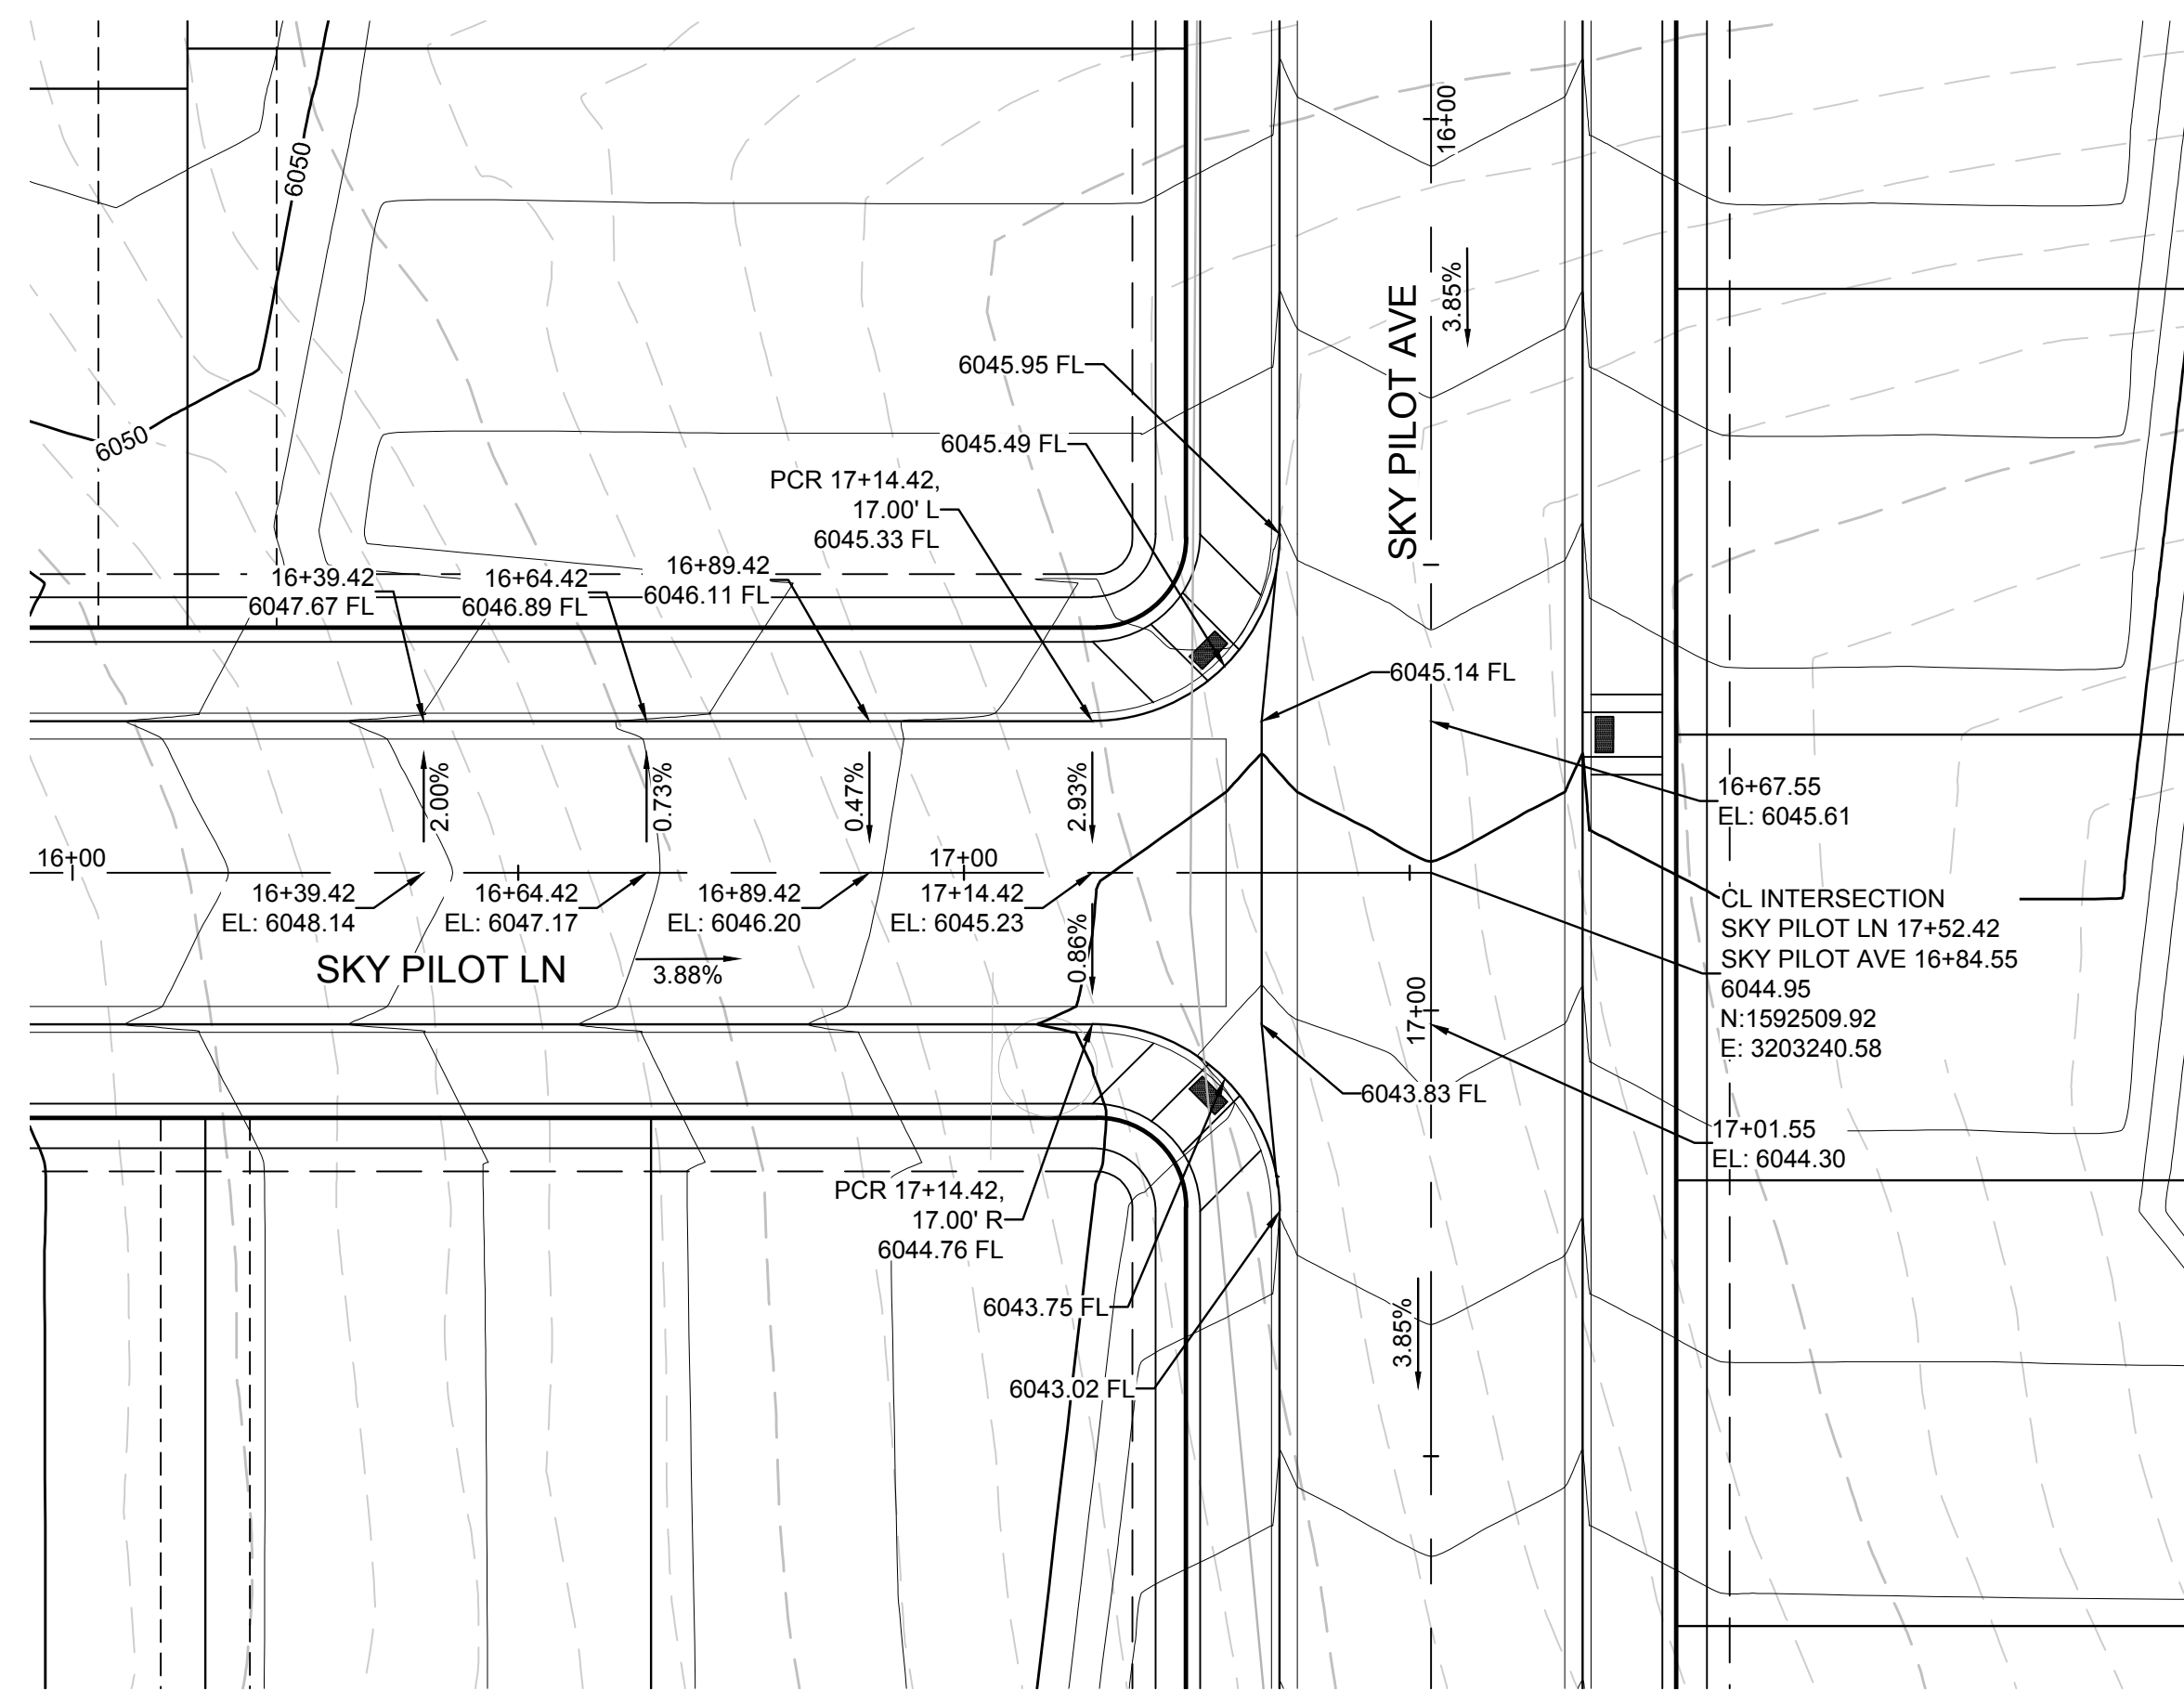 16+00
6050
6050
3.85%
SKY PILOT AVE
6045.95 FL
6045.49 FL
PCR 17+14.42,
17.00' L
6045.33 FL
16+39.42
6047.67 FL
16+64.42
6046.89 FL
16+89.42
6046.11 FL
6045.14 FL
2.00%
0.73%
0.47%
2.93%
16+67.55
EL: 6045.61
16+00
17+00
16+39.42
EL: 6048.14
16+64.42
EL: 6047.17
16+89.42
EL: 6046.20
17+14.42
EL: 6045.23
0.86%
SKY PILOT LN
3.88%
CL INTERSECTION
SKY PILOT LN 17+52.42
SKY PILOT AVE 16+84.55
6044.95
N:1592509.92
E: 3203240.58
17+00
6043.83 FL
17+01.55
EL: 6044.30
PCR 17+14.42,
17.00' R
6044.76 FL
6043.75 FL
3.85%
6043.02 FL